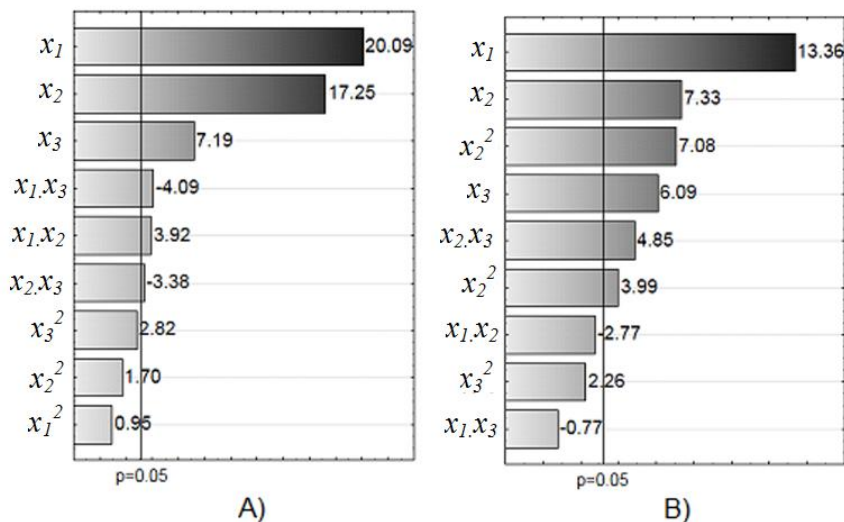 x₁ 20.09
x₂ 17.25
x₃ 7.19
x₁.x₃ -4.09
x₁.x₂ 3.92
x₂.x₃ -3.38
x₃² 2.82
x₂² 1.70
x₁² 0.95
p=0.05
A)
x₁ 13.36
x₂ 7.33
x₂² 7.08
x₃ 6.09
x₂.x₃ 4.85
x₂² 3.99
x₁.x₂ -2.77
x₃² 2.26
x₁.x₃ -0.77
p=0.05
B)